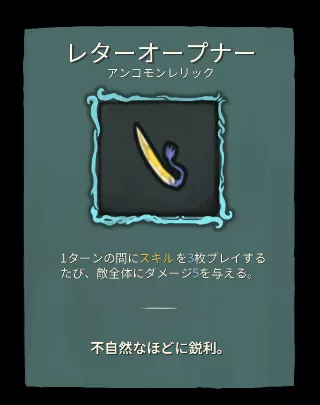 レターオープナー
アンコモンレリック
1ターンの間にスキルを3枚プレイする
たび、敵全体にダメージ5を与える。
不自然なほどに鋭利。